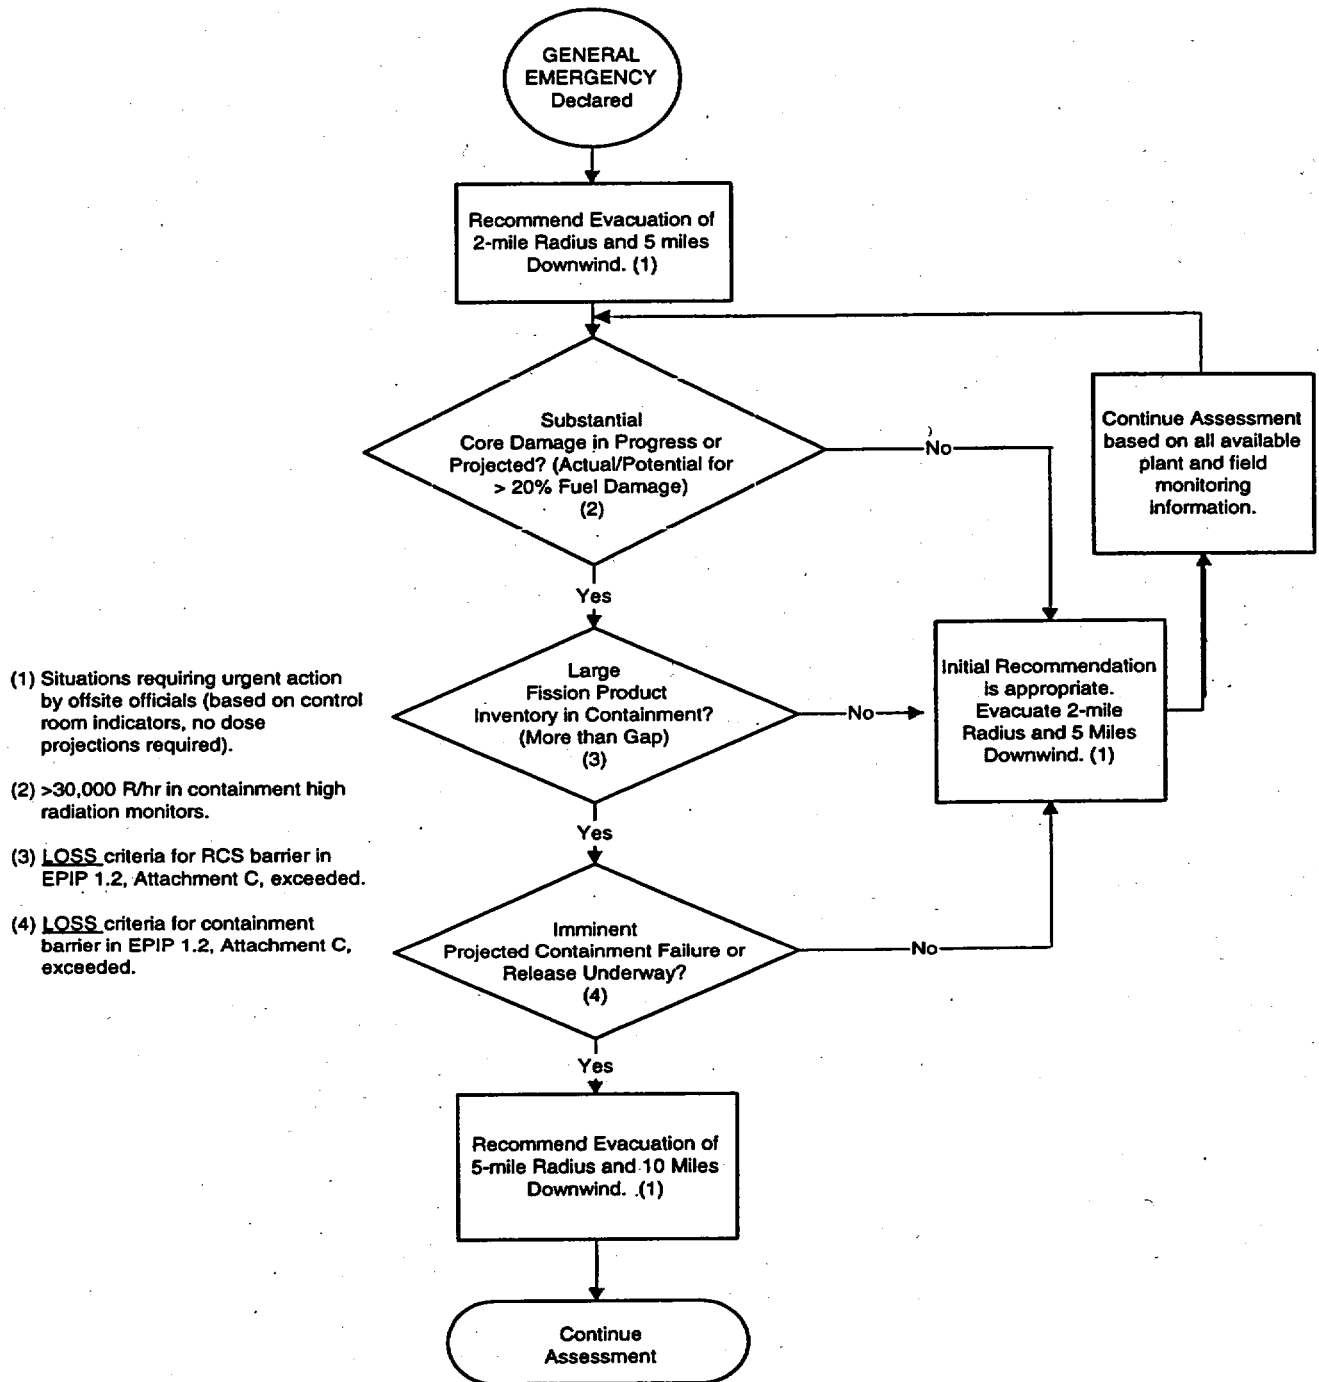 GENERAL
EMERGENCY
Declared
Recommend Evacuation of
2-mile Radius and 5 miles
Downwind. (1)
Substantial
Core Damage in Progress or
Projected? (Actual/Potential for
> 20% Fuel Damage)
(2)
No
Continue Assessment
based on all available
plant and field
monitoring
information.
Yes
Large
Fission Product
Inventory in Containment?
(More than Gap)
(3)
No
Initial Recommendation
is appropriate.
Evacuate 2-mile
Radius and 5 Miles
Downwind. (1)
(1) Situations requiring urgent action
by offsite officials (based on control
room indicators, no dose
projections required).
(2) >30,000 R/hr in containment high
radiation monitors.
(3) LOSS criteria for RCS barrier in
EPIP 1.2, Attachment C, exceeded.
(4) LOSS criteria for containment
barrier in EPIP 1.2, Attachment C,
exceeded.
Yes
Imminent
Projected Containment Failure or
Release Underway?
(4)
No
Yes
Recommend Evacuation of
5-mile Radius and 10 Miles
Downwind. (1)
Continue
Assessment